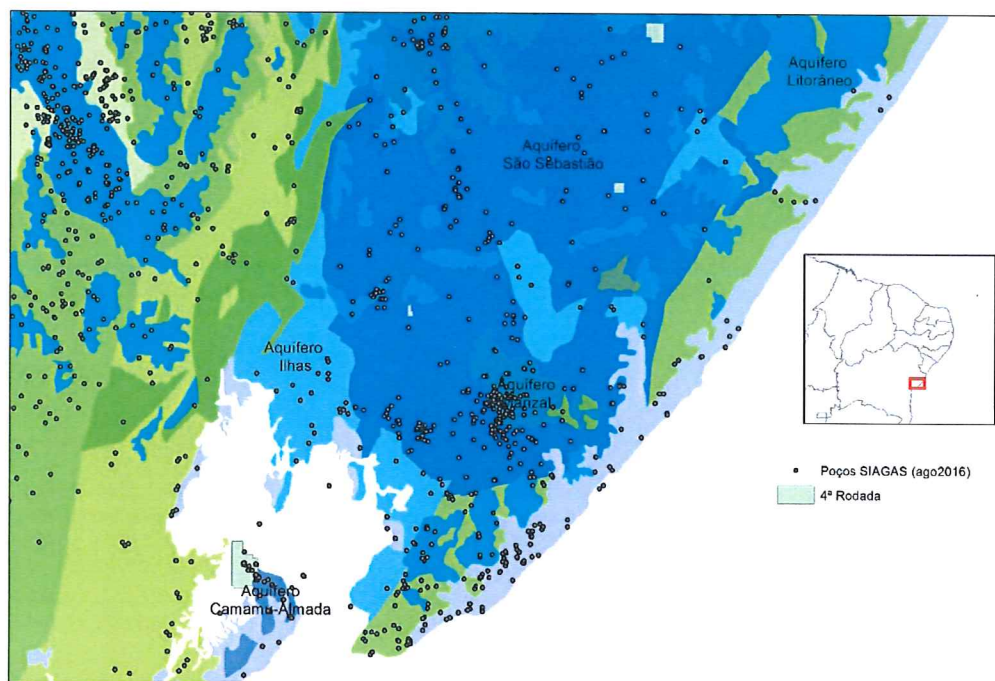 Aquífero
Litorâneo
Aquífero
São Sebastião
Aquífero
Ilhas
Aquífero
Marizal
Poços SIAGAS (ago2016)
4ª Rodada
Aquífero
Camamu-Almada